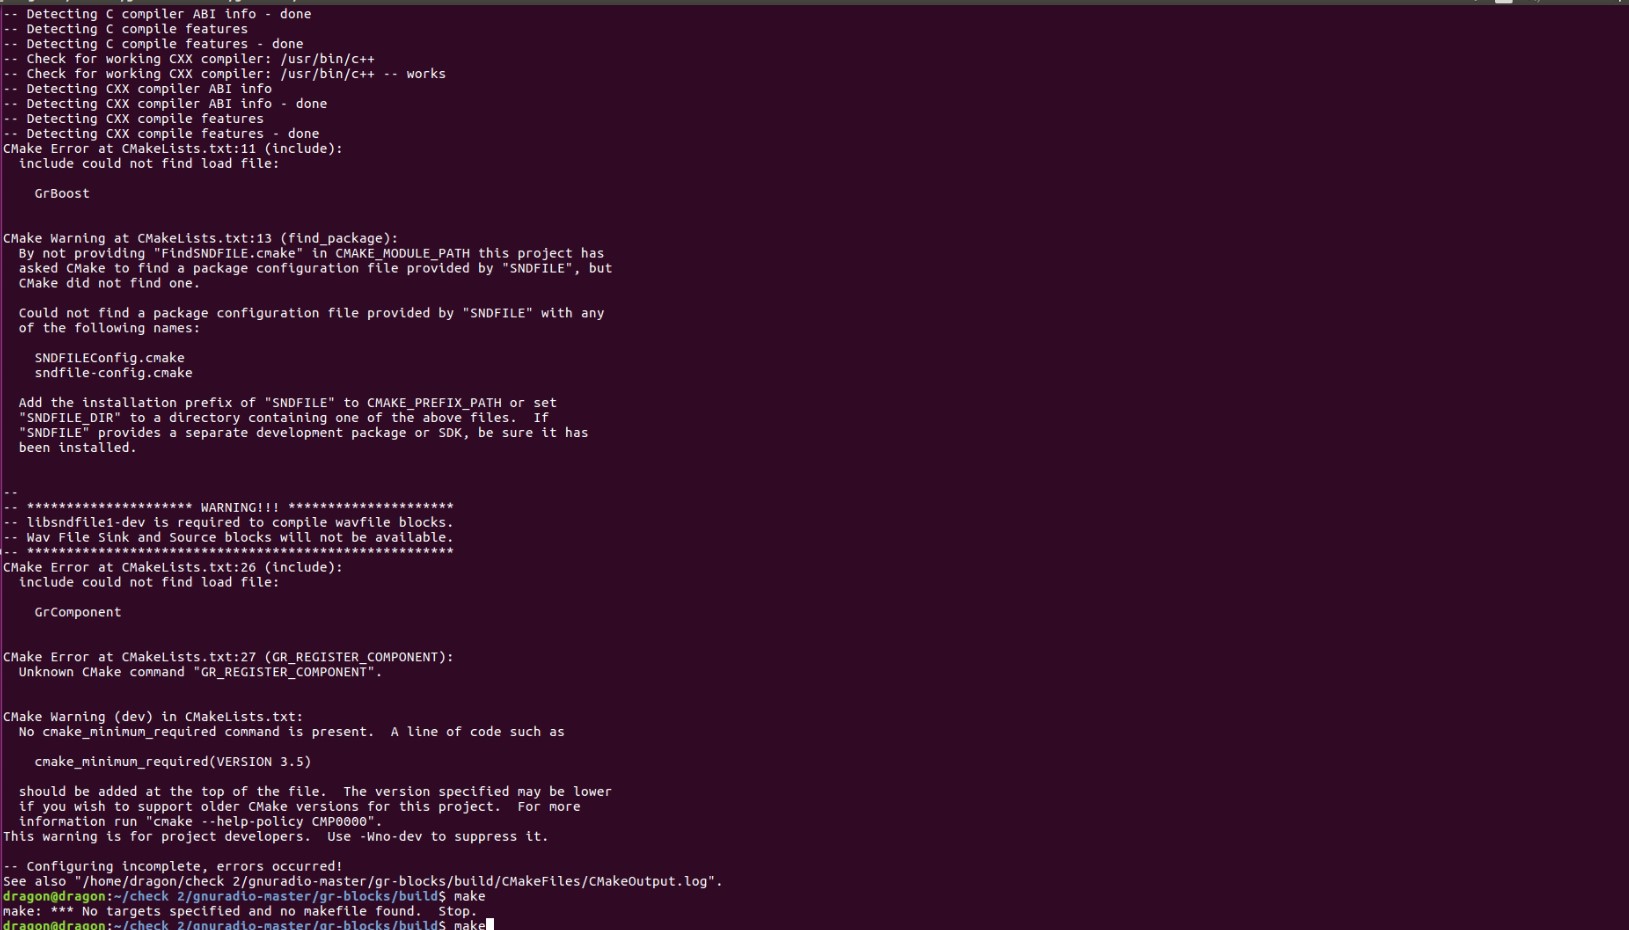 -- Detecting C compiler ABI info - done
-- Detecting C compile features
-- Detecting C compile features - done
-- Check for working CXX compiler: /usr/bin/c++
-- Check for working CXX compiler: /usr/bin/c++ -- works
-- Detecting CXX compiler ABI info
-- Detecting CXX compiler ABI info - done
-- Detecting CXX compile features
-- Detecting CXX compile features - done
CMake Error at CMakeLists.txt:11 (include):
  include could not find load file:

    GrBoost


CMake Warning at CMakeLists.txt:13 (find_package):
  By not providing "FindSNDFILE.cmake" in CMAKE_MODULE_PATH this project has
  asked CMake to find a package configuration file provided by "SNDFILE", but
  CMake did not find one.

  Could not find a package configuration file provided by "SNDFILE" with any
  of the following names:

    SNDFILEConfig.cmake
    sndfile-config.cmake

  Add the installation prefix of "SNDFILE" to CMAKE_PREFIX_PATH or set
  "SNDFILE_DIR" to a directory containing one of the above files.  If
  "SNDFILE" provides a separate development package or SDK, be sure it has
  been installed.


--
-- ********************* WARNING!!! *********************
-- libsndfile1-dev is required to compile wavfile blocks.
-- Wav File Sink and Source blocks will not be available.
-- ******************************************************
CMake Error at CMakeLists.txt:26 (include):
  include could not find load file:

    GrComponent


CMake Error at CMakeLists.txt:27 (GR_REGISTER_COMPONENT):
  Unknown CMake command "GR_REGISTER_COMPONENT".


CMake Warning (dev) in CMakeLists.txt:
  No cmake_minimum_required command is present.  A line of code such as

    cmake_minimum_required(VERSION 3.5)

  should be added at the top of the file.  The version specified may be lower
  if you wish to support older CMake versions for this project.  For more
  information run "cmake --help-policy CMP0000".
This warning is for project developers.  Use -Wno-dev to suppress it.

-- Configuring incomplete, errors occurred!
See also "/home/dragon/check 2/gnuradio-master/gr-blocks/build/CMakeFiles/CMakeOutput.log".
dragon@dragon:~/check 2/gnuradio-master/gr-blocks/build$ make
make: *** No targets specified and no makefile found.  Stop.
dragon@dragon:~/check 2/gnuradio-master/gr-blocks/build$ make